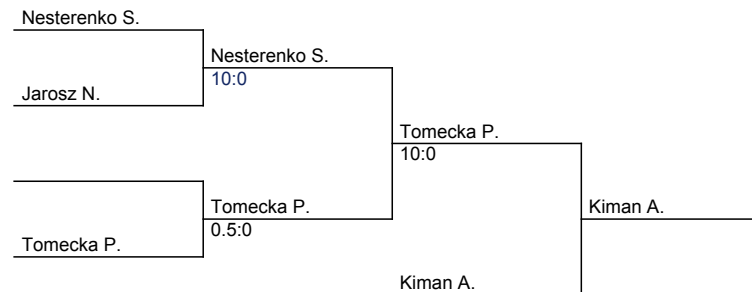 Nesterenko S.
Nesterenko S.
10:0
Jarosz N.
Tomecka P.
10:0
Tomecka P.
Kiman A.
0.5:0
Tomecka P.
Kiman A.